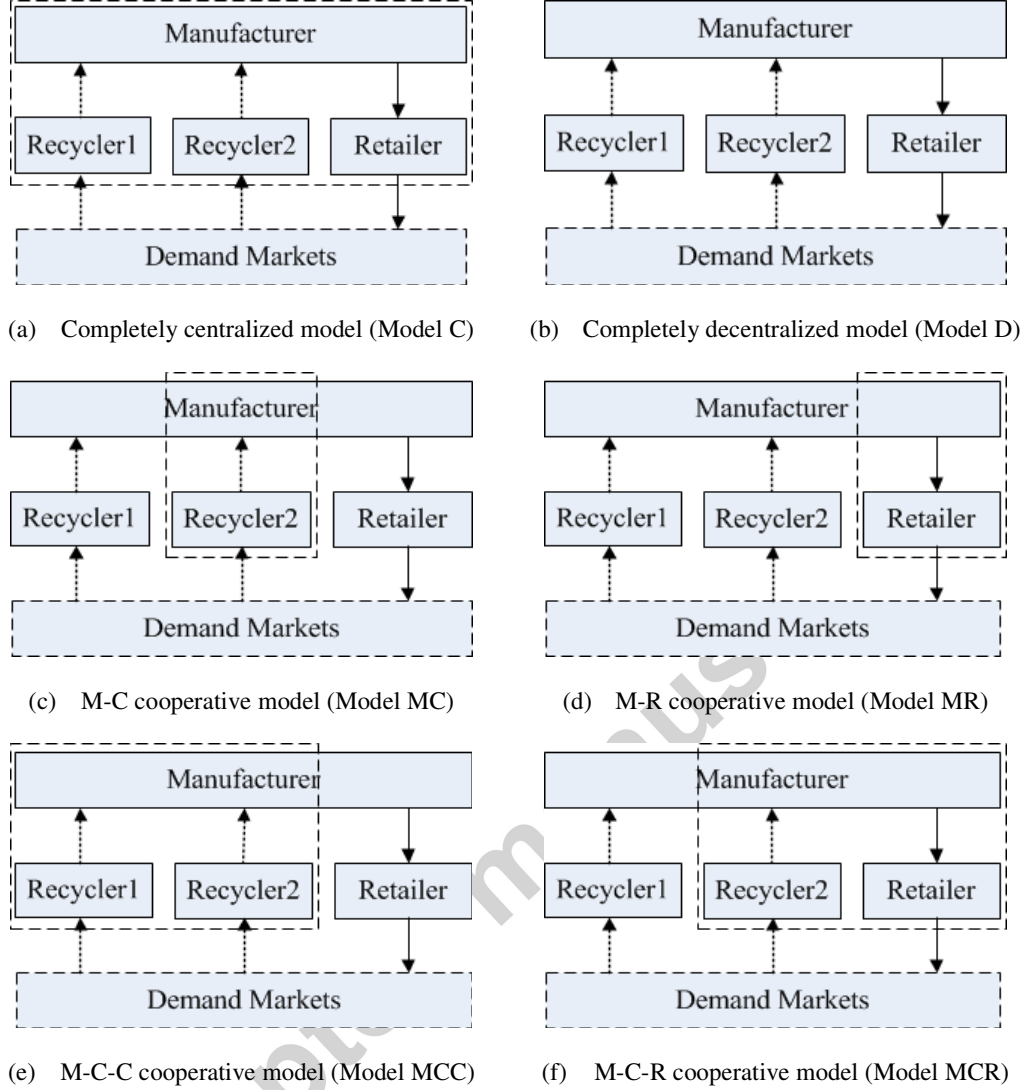 Manufacturer Manufacturer
Recycler1 Recycler2 Retailer Recycler1 Recycler2 Retailer
Demand Markets Demand Markets
(a) Completely centralized model (Model C) (b) Completely decentralized model (Model D)
Manufacturer Manufacturer
Recycler1 Recycler2 Retailer Recycler1 Recycler2 Retailer
Demand Markets Demand Markets
(c) M-C cooperative model (Model MC) (d) M-R cooperative model (Model MR)
Manufacturer Manufacturer
Recycler1 Recycler2 Retailer Recycler1 Recycler2 Retailer
Demand Markets Demand Markets
(e) M-C-C cooperative model (Model MCC) (f) M-C-R cooperative model (Model MCR)